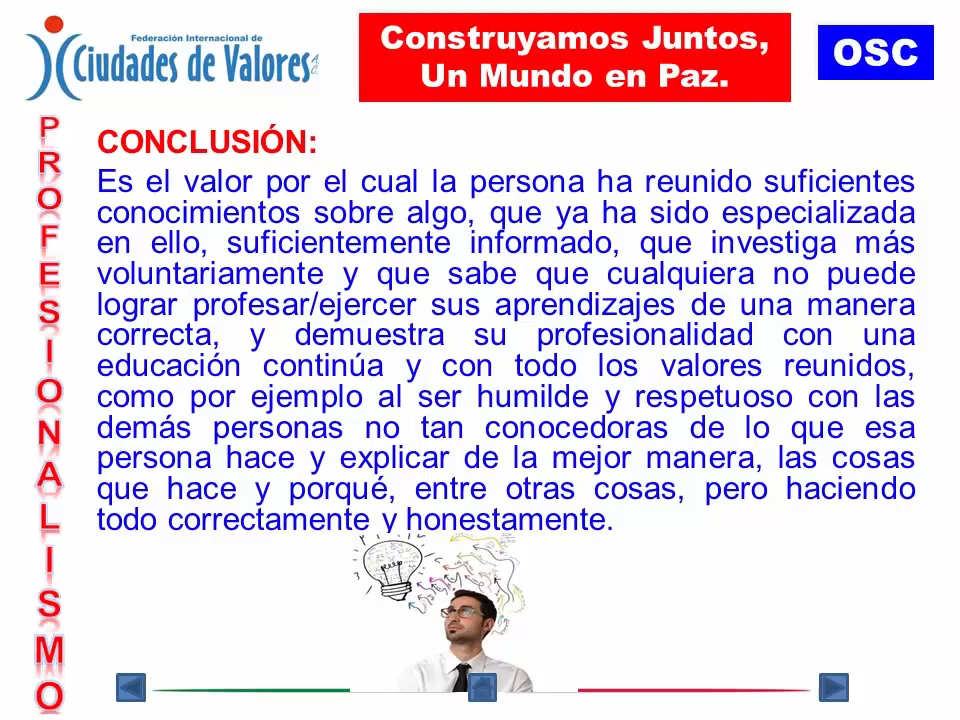 Federación Internacional de
Ciudades de Valores A.C.
Construyamos Juntos,
Un Mundo en Paz.
OSC
PROFESIONALISMO
CONCLUSIÓN:
Es el valor por el cual la persona ha reunido suficientes
conocimientos sobre algo, que ya ha sido especializada
en ello, suficientemente informado, que investiga más
voluntariamente y que sabe que cualquiera no puede
lograr profesar/ejercer sus aprendizajes de una manera
correcta, y demuestra su profesionalidad con una
educación continúa y con todo los valores reunidos,
como por ejemplo al ser humilde y respetuoso con las
demás personas no tan conocedoras de lo que esa
persona hace y explicar de la mejor manera, las cosas
que hace y porqué, entre otras cosas, pero haciendo
todo correctamente y honestamente.